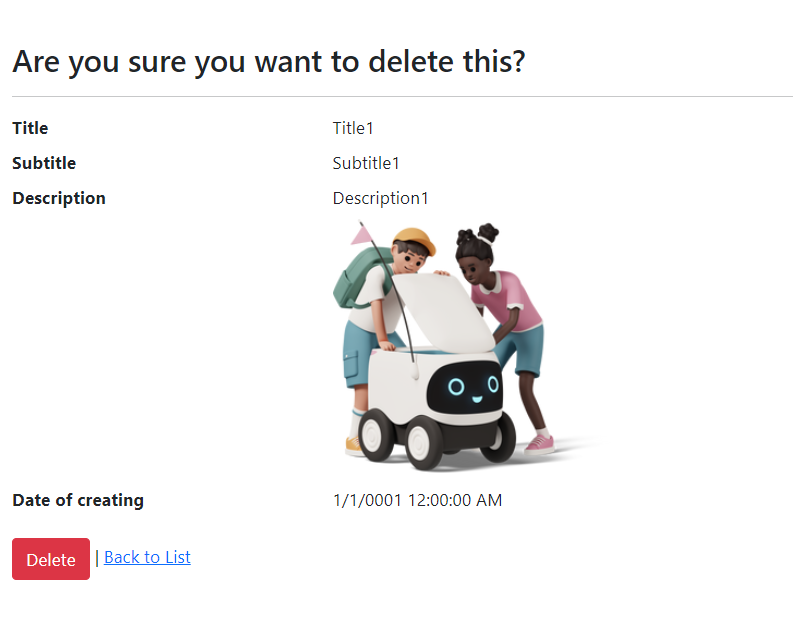 Are you sure you want to delete this?
Title Title1
Subtitle Subtitle1
Description Description1
Date of creating 1/1/0001 12:00:00 AM
Delete | Back to List